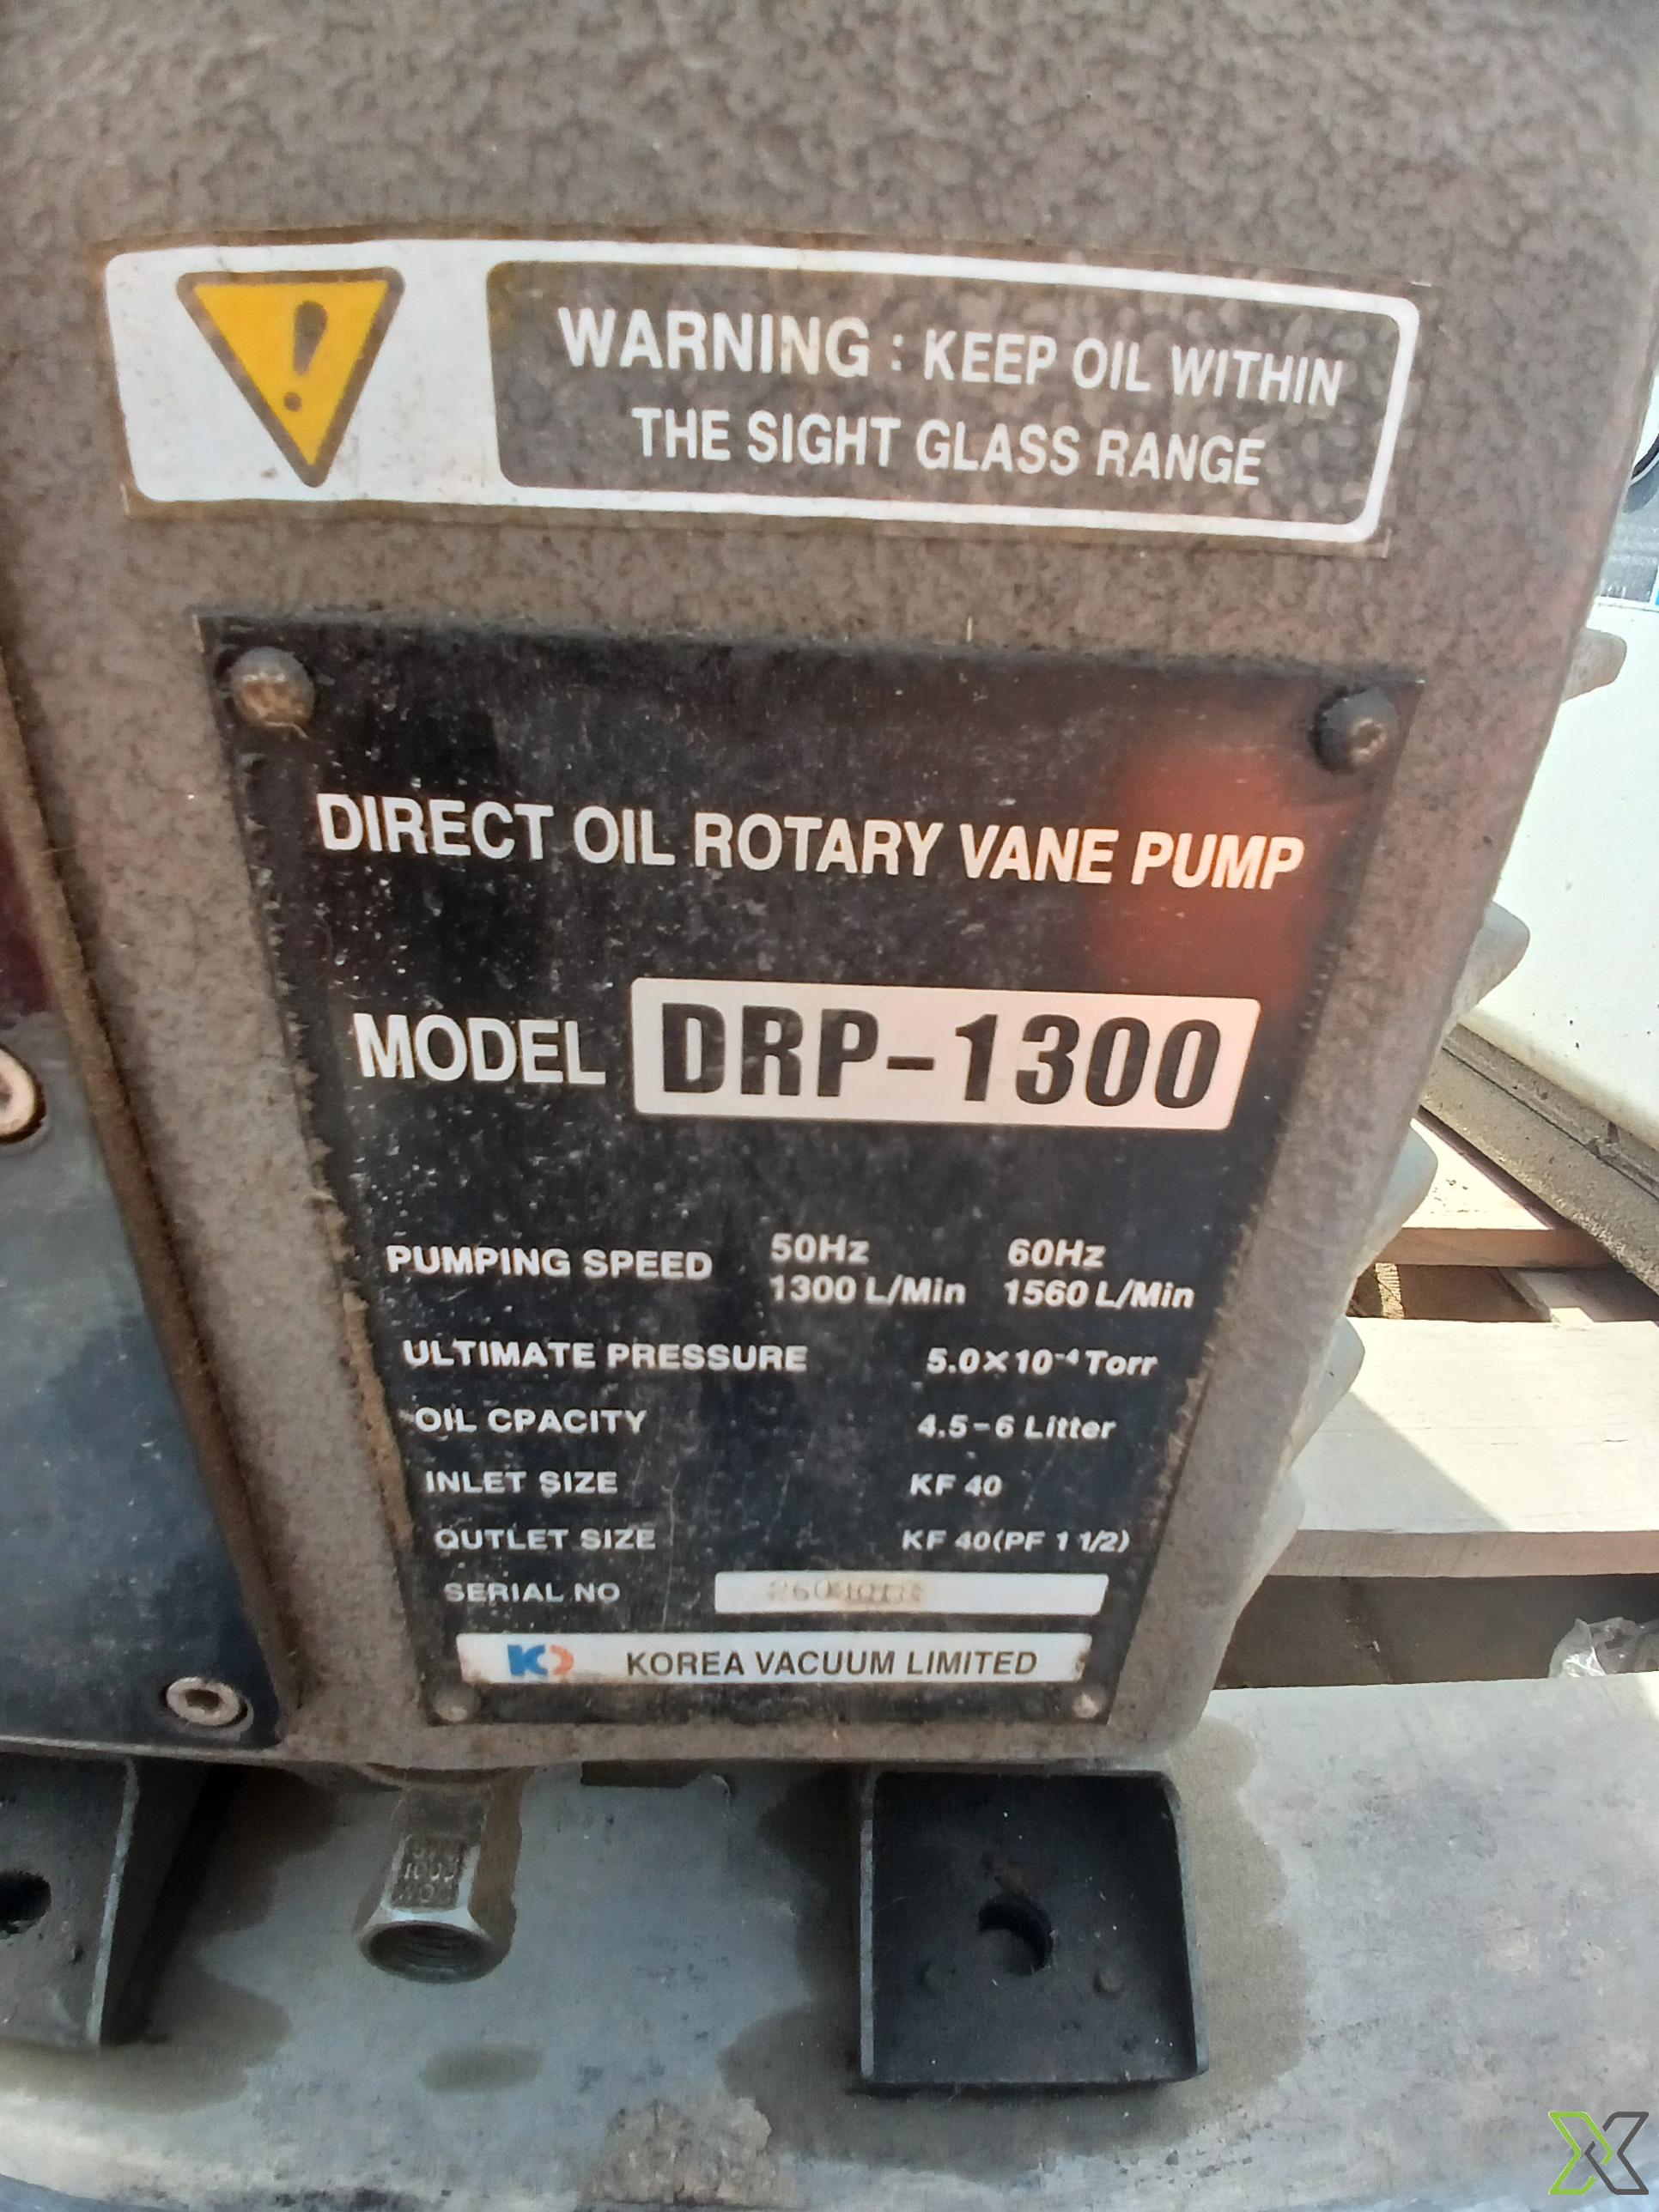 WARNING : KEEP OIL WITHIN
THE SIGHT GLASS RANGE
DIRECT OIL ROTARY VANE PUMP
MODEL DRP-1300
PUMPING SPEED 50Hz 60Hz
1300 L/Min 1560 L/Min
ULTIMATE PRESSURE 5.0×10⁻⁴ Torr
OIL CPACITY 4.5-6 Litter
INLET SIZE KF 40
OUTLET SIZE KF 40(PF 1 1/2)
SERIAL NO
KOREA VACUUM LIMITED